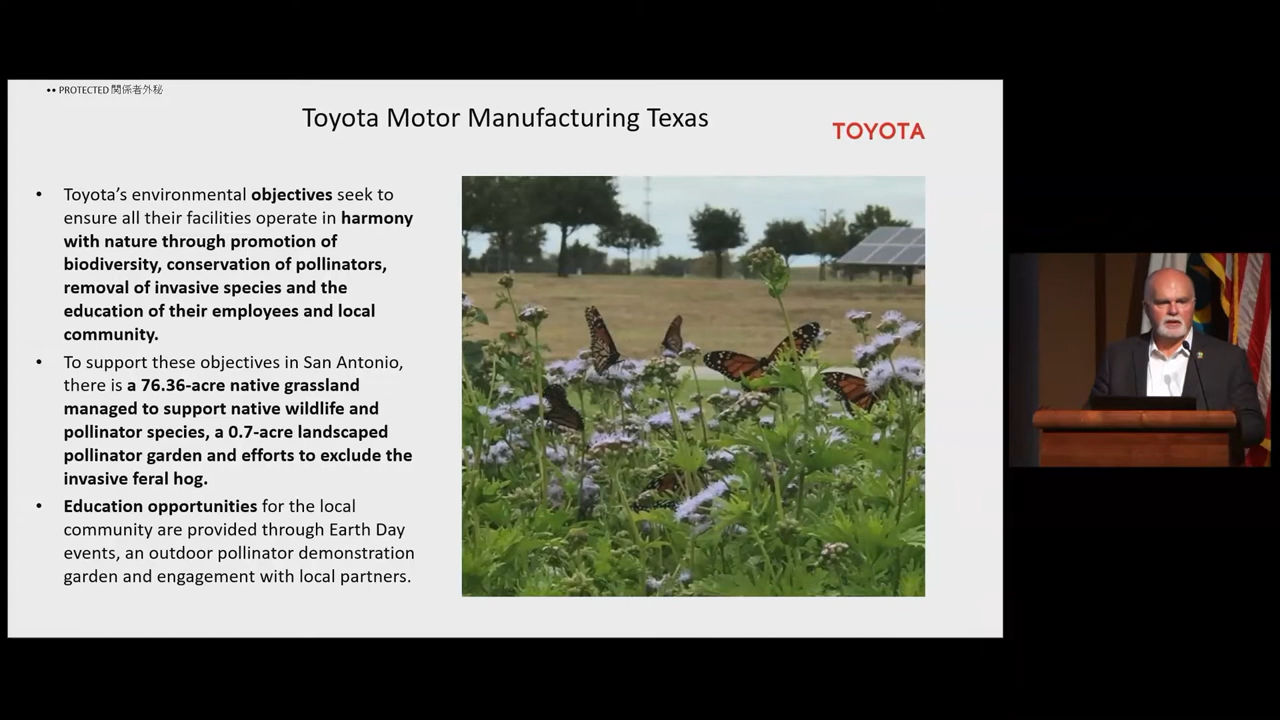 •• PROTECTED 関係者外秘
Toyota Motor Manufacturing Texas
TOYOTA
• Toyota’s environmental objectives seek to
ensure all their facilities operate in harmony
with nature through promotion of
biodiversity, conservation of pollinators,
removal of invasive species and the
education of their employees and local
community.
• To support these objectives in San Antonio,
there is a 76.36-acre native grassland
managed to support native wildlife and
pollinator species, a 0.7-acre landscaped
pollinator garden and efforts to exclude the
invasive feral hog.
• Education opportunities for the local
community are provided through Earth Day
events, an outdoor pollinator demonstration
garden and engagement with local partners.